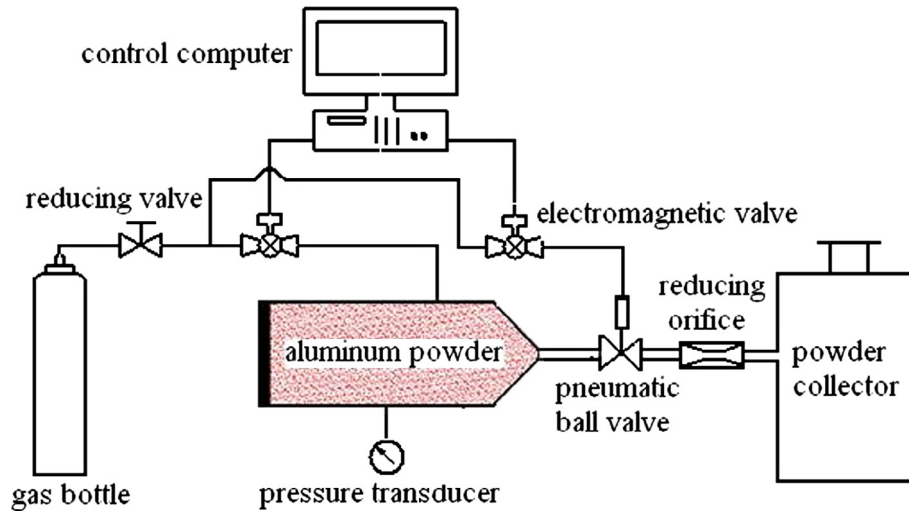 control computer
reducing valve
electromagnetic valve
reducing
orifice
aluminum powder
powder
collector
pneumatic
ball valve
gas bottle
pressure transducer